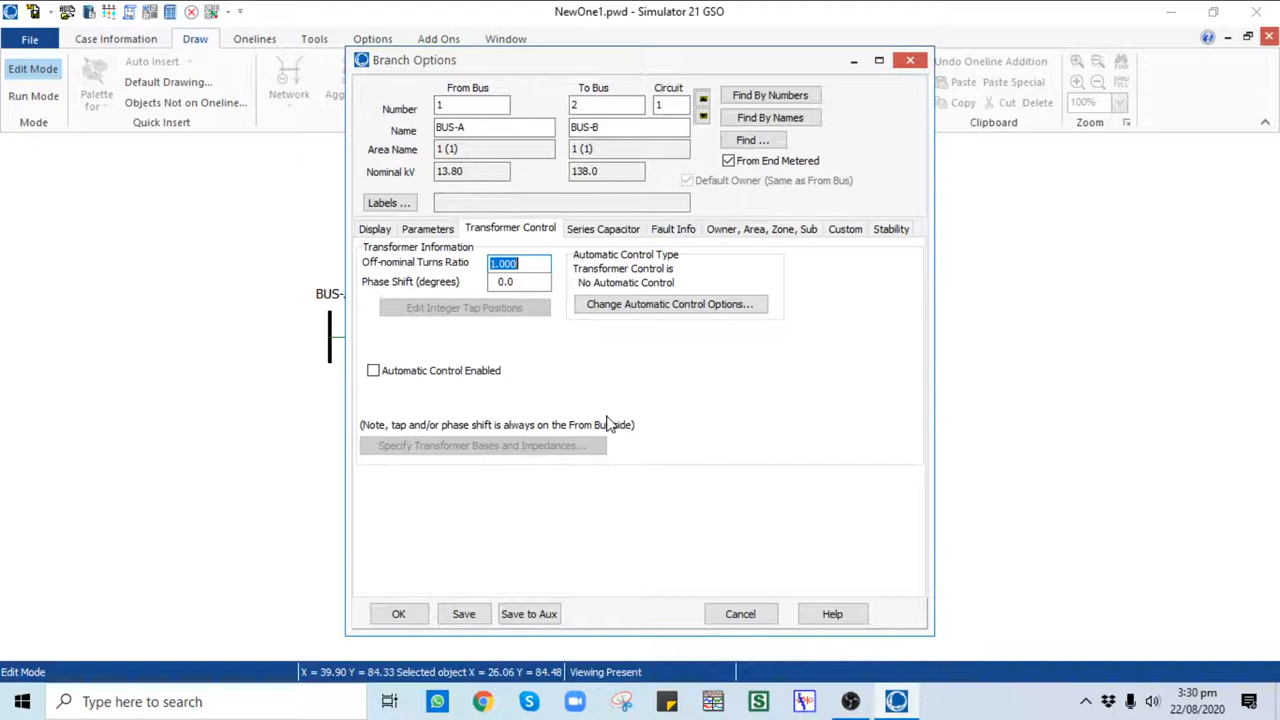 NewOne1.pwd - Simulator 21 GSO
File
Case Information
Draw
Onelines
Tools
Options
Add Ons
Window
Edit Mode
Run Mode
Mode
Palette
for
Auto Insert
Default Drawing...
Objects Not on Oneline...
Quick Insert
Network
Agg
Undo Oneline Addition
Paste
Paste Special
Copy
Cut
Delete
Clipboard
100%
Zoom
Branch Options
From Bus
To Bus
Circuit
Number
1
2
1
Find By Numbers
Name
BUS-A
BUS-B
Find By Names
Area Name
1 (1)
1 (1)
Find ...
Nominal kV
13.80
138.0
From End Metered
Default Owner (Same as From Bus)
Labels ...
Display
Parameters
Transformer Control
Series Capacitor
Fault Info
Owner, Area, Zone, Sub
Custom
Stability
Transformer Information
Off-nominal Turns Ratio
1.000
Phase Shift (degrees)
0.0
Edit Integer Tap Positions
Automatic Control Type
Transformer Control is
No Automatic Control
Change Automatic Control Options...
Automatic Control Enabled
(Note, tap and/or phase shift is always on the From Bus side)
Specify Transformer Bases and Impedances...
OK
Save
Save to Aux
Cancel
Help
BUS-
Edit Mode
X = 39.90 Y = 84.33 Selected object X = 26.06 Y = 84.48
Viewing Present
Type here to search
3:30 pm
22/08/2020